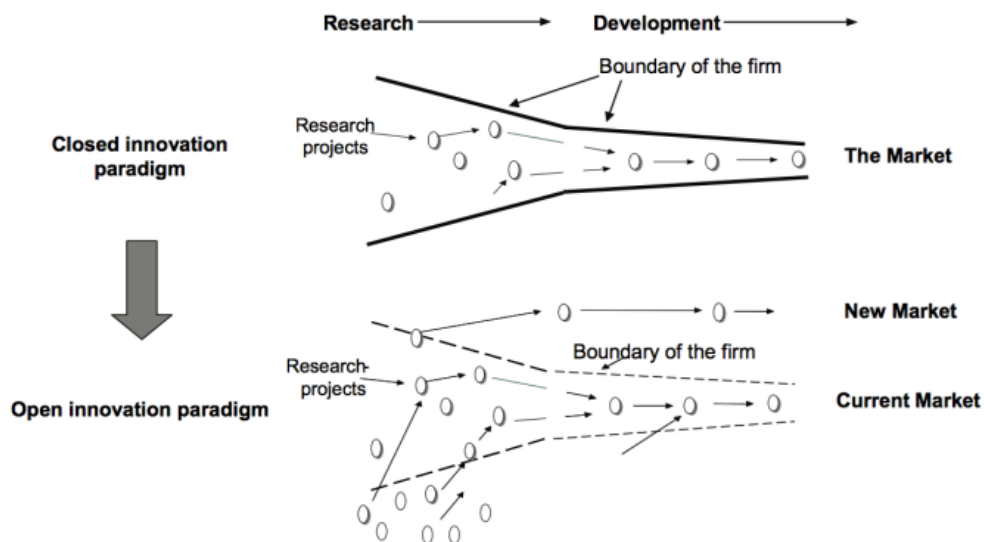 Research
Development
Boundary of the firm
Research
projects
Closed innovation
paradigm
The Market
New Market
Boundary of the firm
Research-
projects
Open innovation paradigm
Current Market